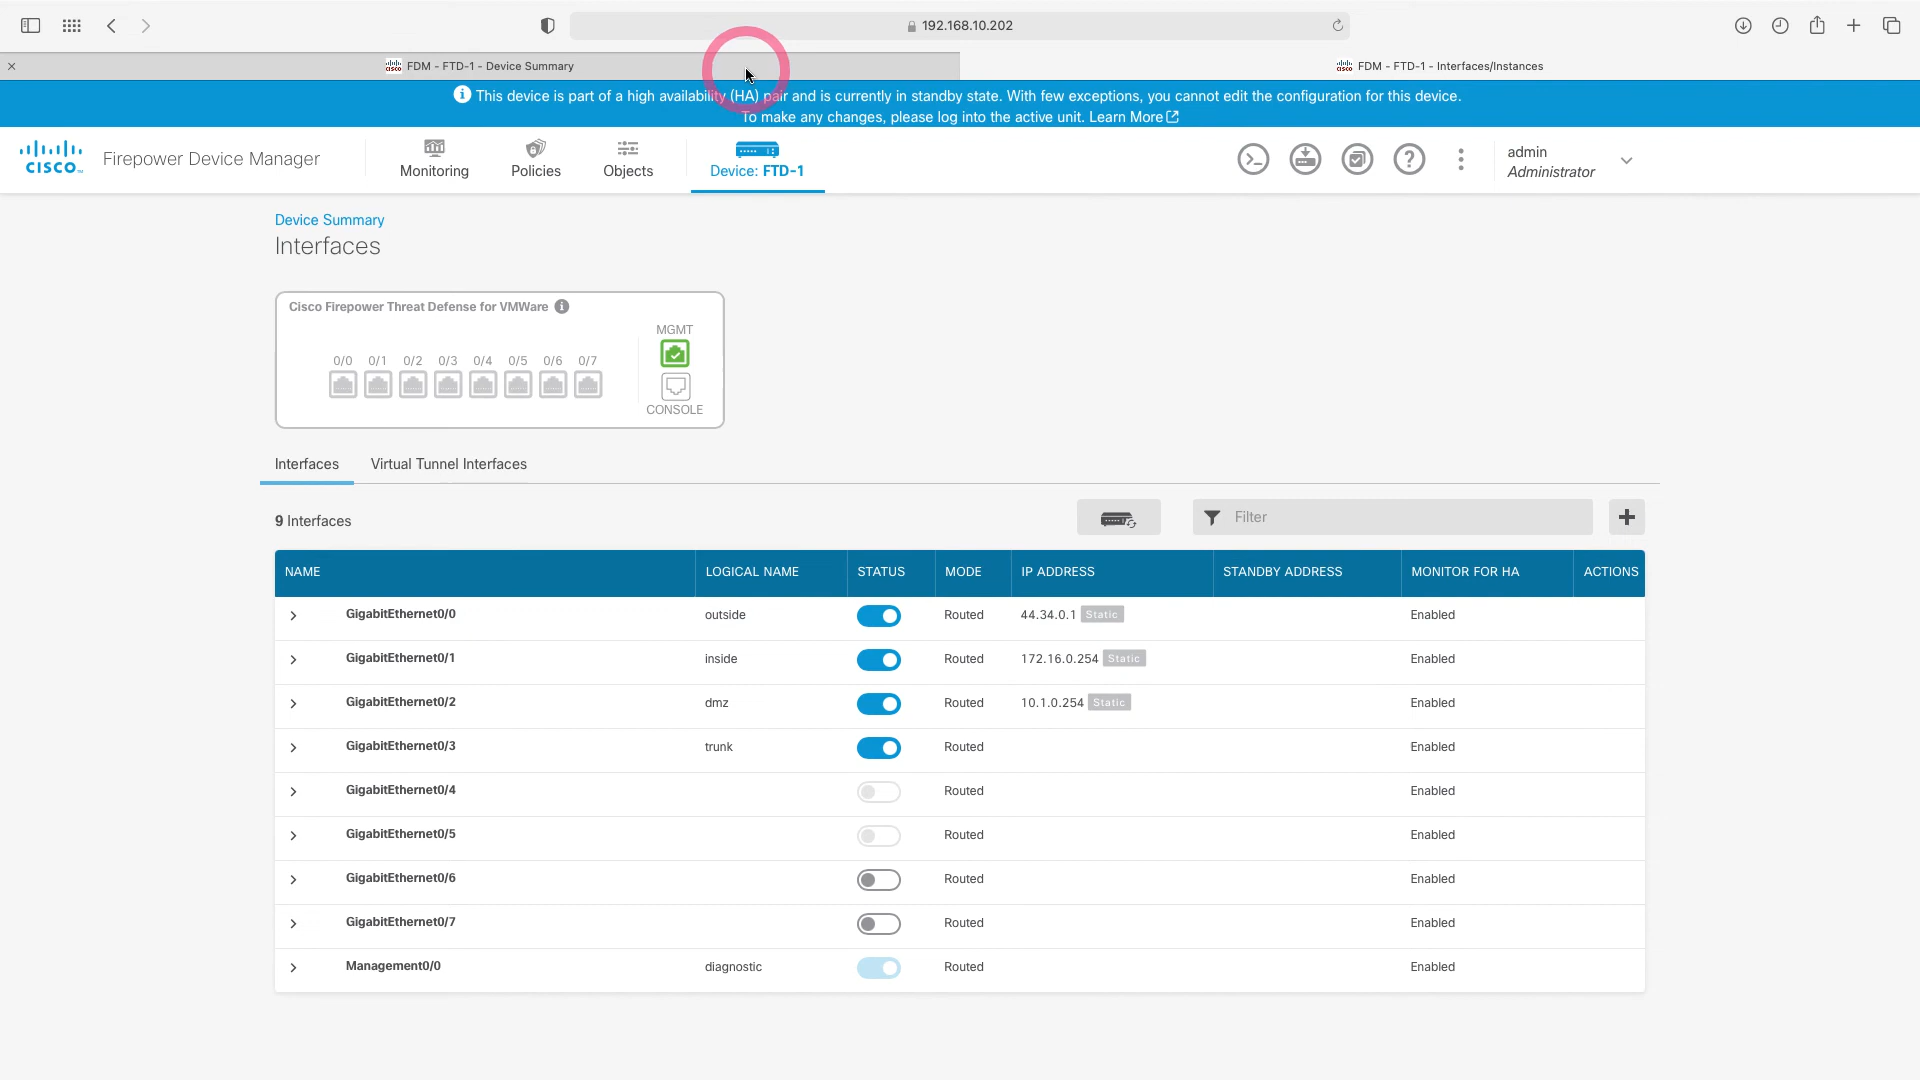 192.168.10.202
FDM - FTD-1 - Device Summary
FDM - FTD-1 - Interfaces/Instances
This device is part of a high availability (HA) pair and is currently in standby state. With few exceptions, you cannot edit the configuration for this device.
To make any changes, please log into the active unit. Learn More
CISCO
Firepower Device Manager
Monitoring
Policies
Objects
Device: FTD-1
admin
Administrator
Device Summary
Interfaces
Cisco Firepower Threat Defense for VMWare
MGMT
0/0 0/1 0/2 0/3 0/4 0/5 0/6 0/7
CONSOLE
Interfaces Virtual Tunnel Interfaces
9 Interfaces
Filter
NAME LOGICAL NAME STATUS MODE IP ADDRESS STANDBY ADDRESS MONITOR FOR HA ACTIONS
GigabitEthernet0/0 outside Routed 44.34.0.1 Static Enabled
GigabitEthernet0/1 inside Routed 172.16.0.254 Static Enabled
GigabitEthernet0/2 dmz Routed 10.1.0.254 Static Enabled
GigabitEthernet0/3 trunk Routed Enabled
GigabitEthernet0/4 Routed Enabled
GigabitEthernet0/5 Routed Enabled
GigabitEthernet0/6 Routed Enabled
GigabitEthernet0/7 Routed Enabled
Management0/0 diagnostic Routed Enabled